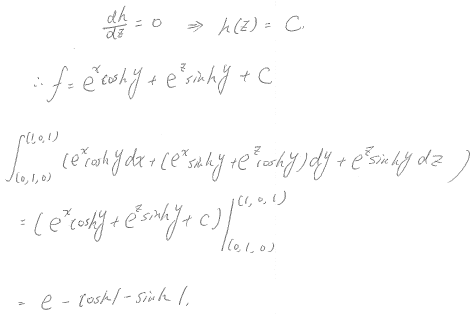 dh/dz = 0 ⇒ h(z) = C.
∴ f = e^x cosh y + e^z sinh y + C
∫_(0,1,0)^(1,0,1) (e^x cosh y dx + (e^x sinh y + e^z cosh y) dy + e^z sinh y dz )
= (e^x cosh y + e^z sinh y + c) |_(0,1,0)^(1,0,1)
= e - cosh 1 - sinh 1.